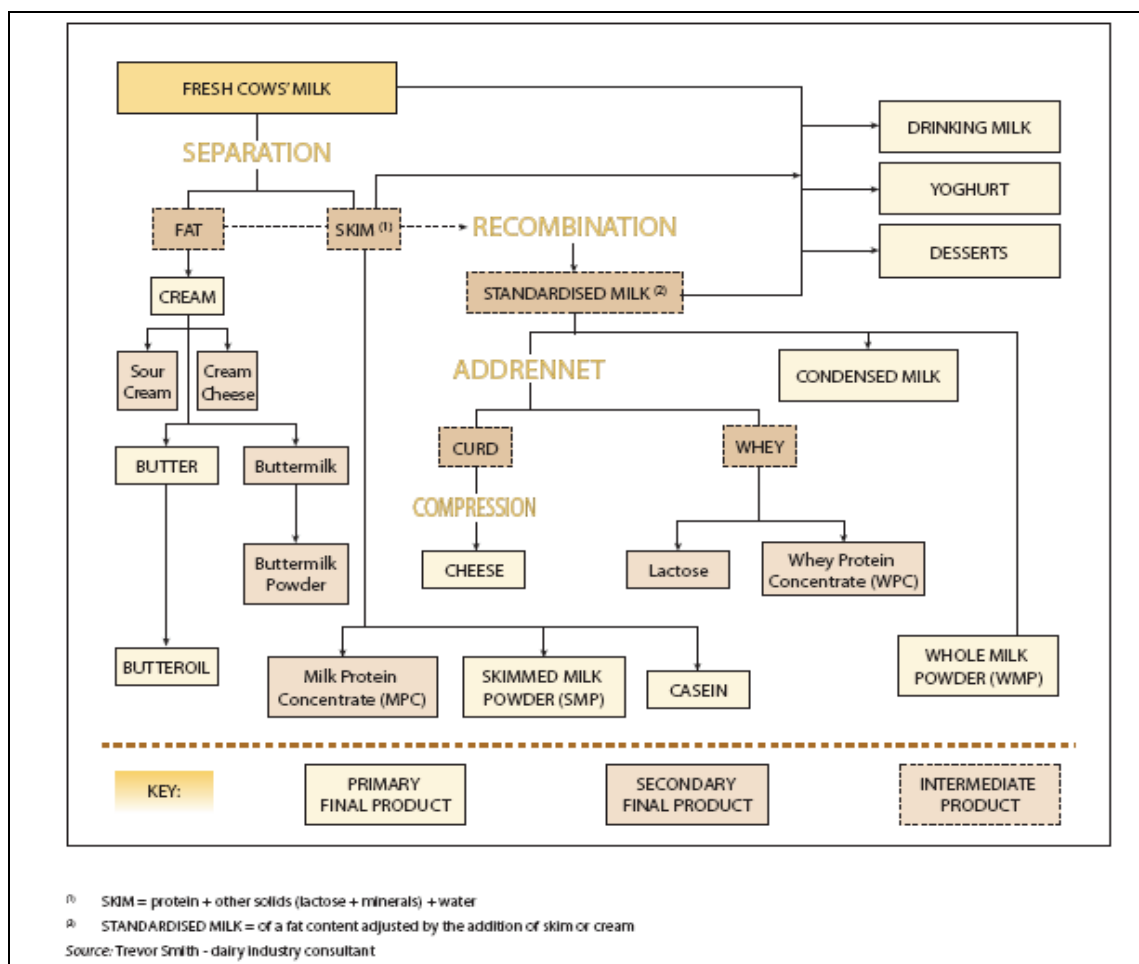 FRESH COWS' MILK
SEPARATION
DRINKING MILK
YOGHURT
DESSERTS
FAT
SKIM (1)
RECOMBINATION
STANDARDISED MILK (2)
CREAM
Sour
Cream
Cream
Cheese
ADDRENNET
CONDENSED MILK
BUTTER
Buttermilk
CURD
WHEY
COMPRESSION
Buttermilk
Powder
CHEESE
Lactose
Whey Protein
Concentrate (WPC)
BUTTEROIL
Milk Protein
Concentrate (MPC)
SKIMMED MILK
POWDER (SMP)
CASEIN
WHOLE MILK
POWDER (WMP)
KEY:
PRIMARY
FINAL PRODUCT
SECONDARY
FINAL PRODUCT
INTERMEDIATE
PRODUCT
(1) SKIM = protein + other solids (lactose + minerals) + water
(2) STANDARDISED MILK = of a fat content adjusted by the addition of skim or cream
Source: Trevor Smith - dairy industry consultant